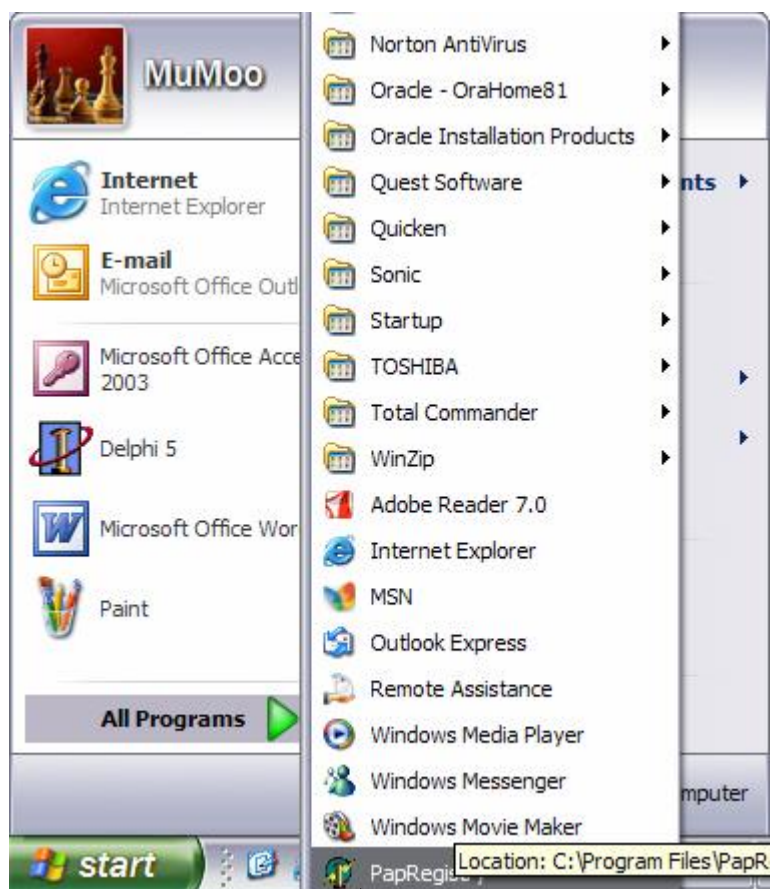 MuMoo
Internet
Internet Explorer
E-mail
Microsoft Office Outl
Microsoft Office Acce
2003
Delphi 5
Microsoft Office Wor
Paint
All Programs
start
Norton AntiVirus
Oracle - OraHome81
Oracle Installation Products
Quest Software
Quicken
Sonic
Startup
TOSHIBA
Total Commander
WinZip
Adobe Reader 7.0
Internet Explorer
MSN
Outlook Express
Remote Assistance
Windows Media Player
Windows Messenger
Windows Movie Maker
Location: C:\Program Files\PapR
nts
mputer